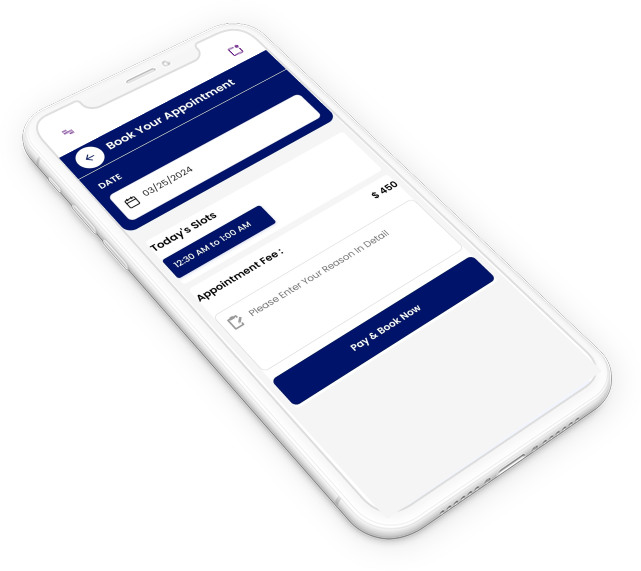 Book Your Appointment
DATE
03/25/2024
Today's Slots
12:30 AM to 1:00 AM
Appointment Fee :
$ 450
Please Enter Your Reason In Detail
Pay & Book Now